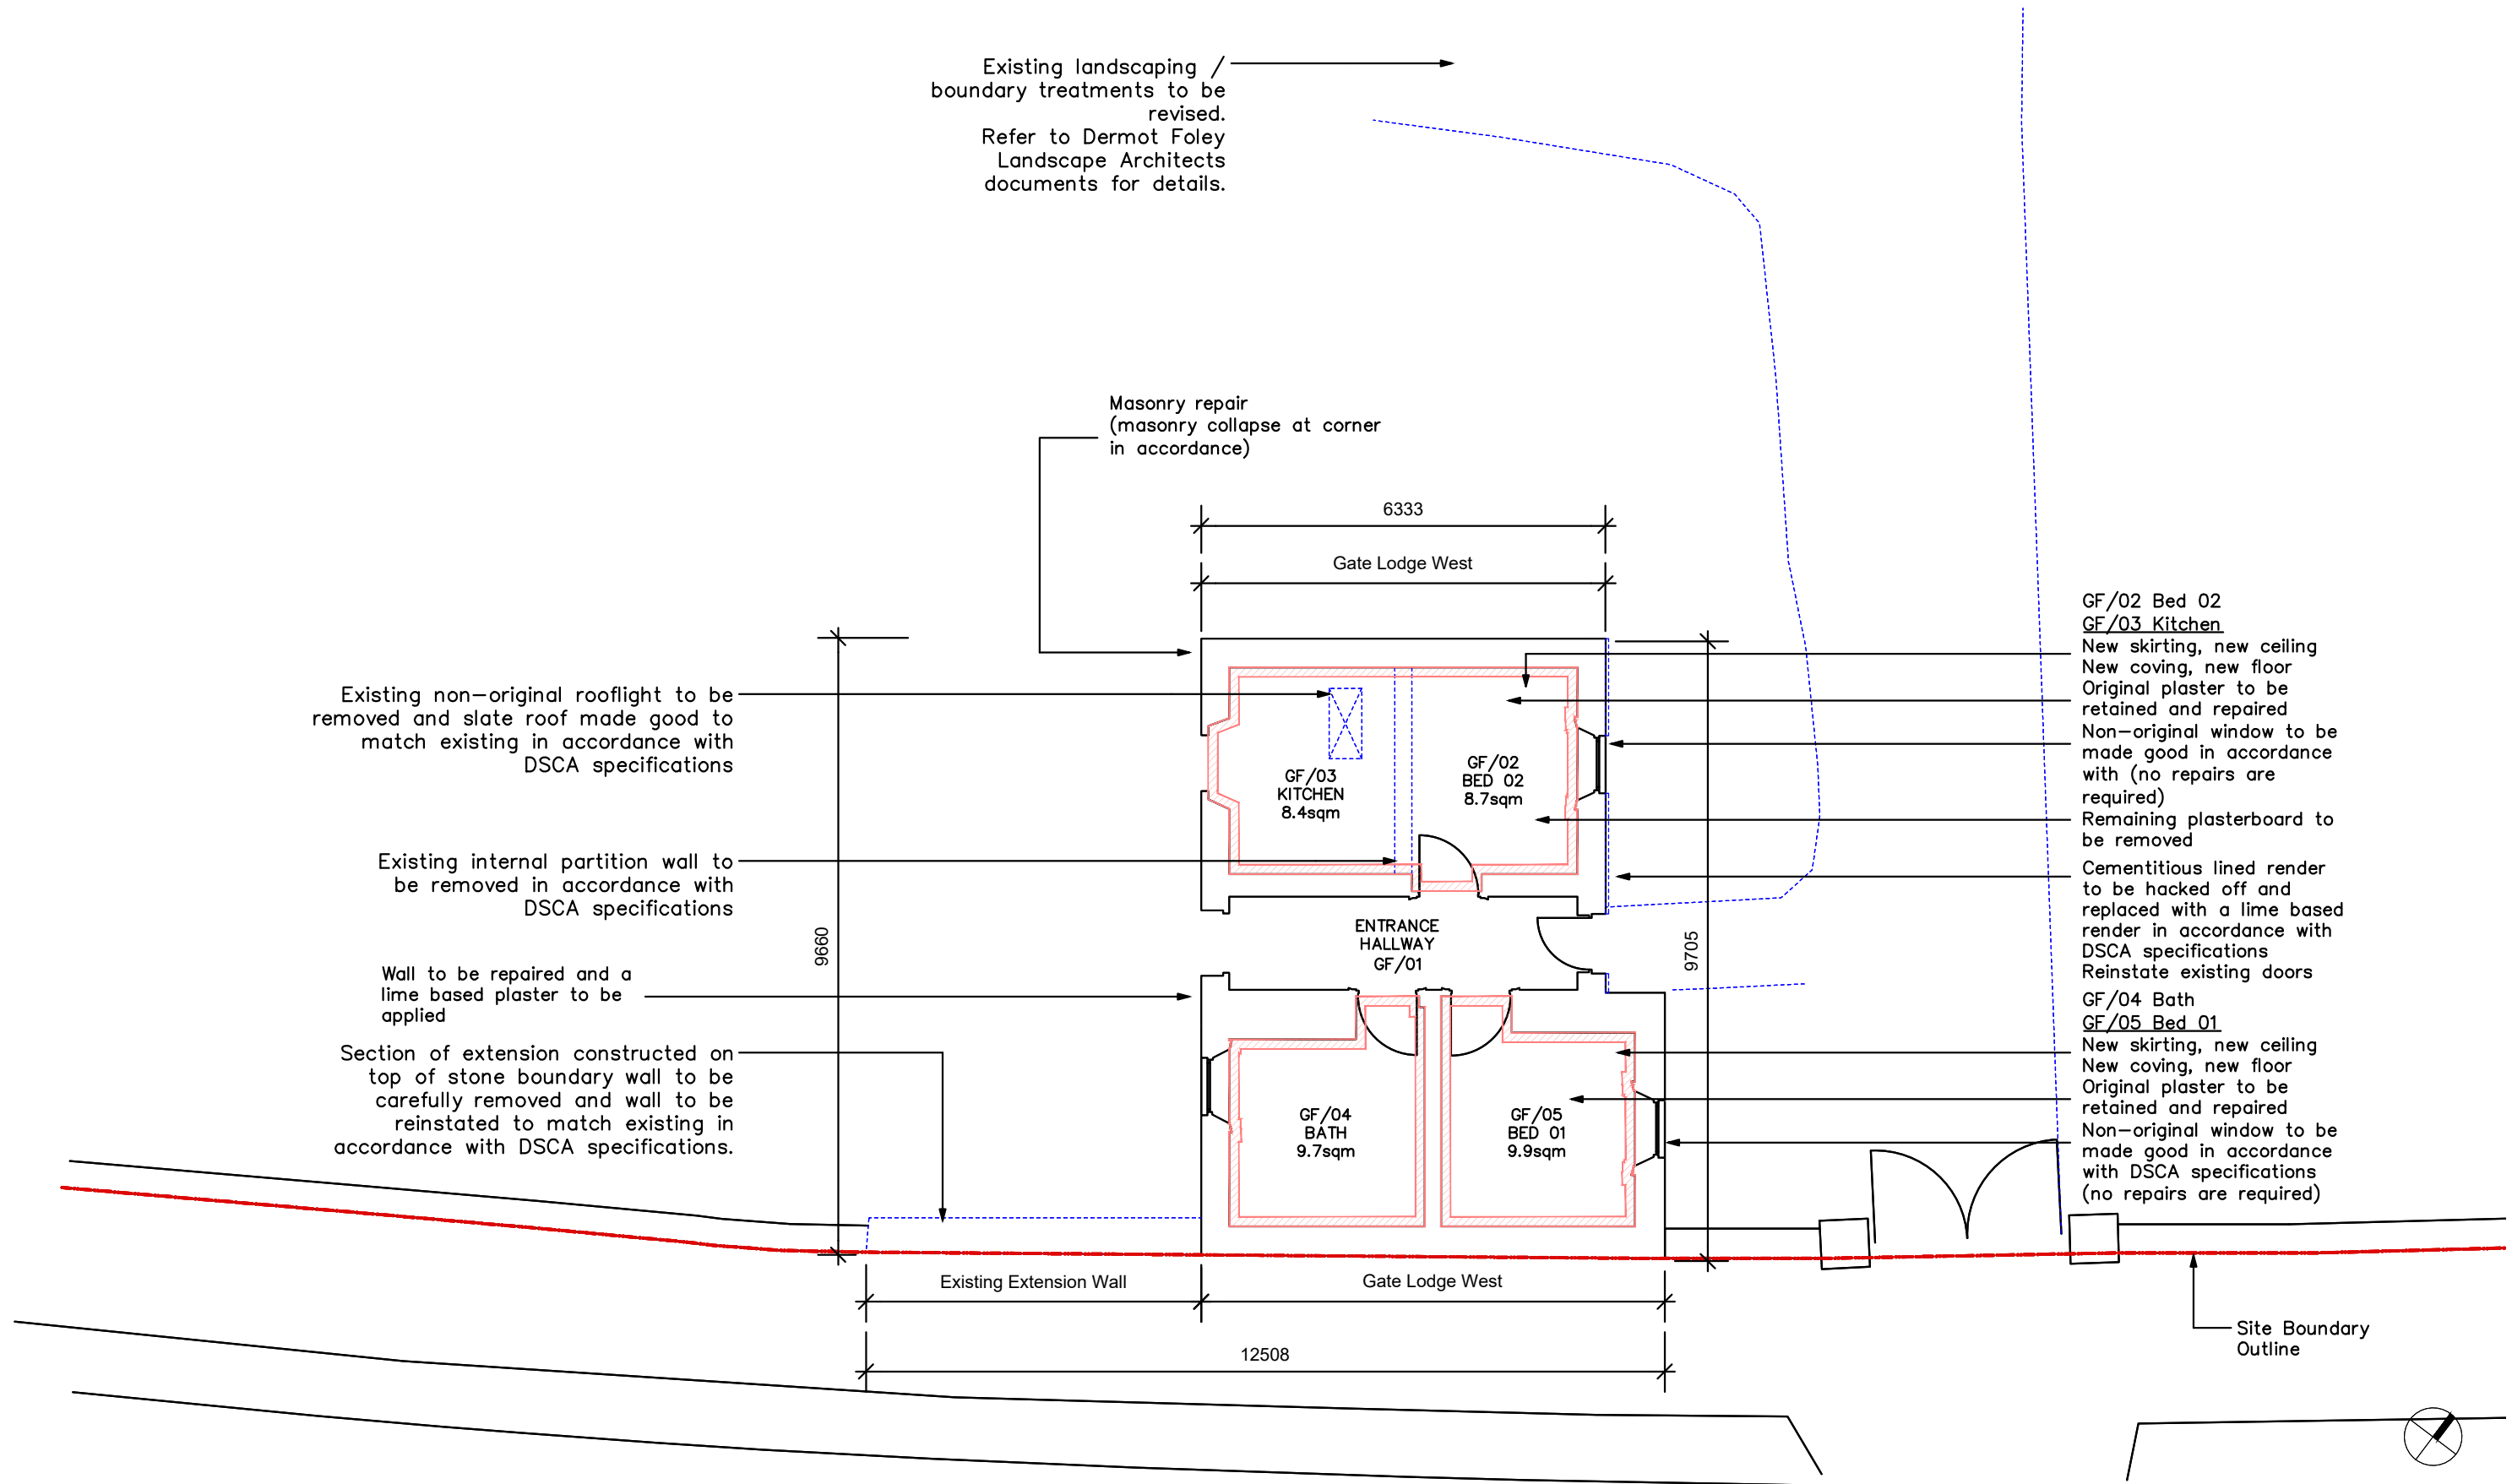 Existing landscaping /
boundary treatments to be
revised.
Refer to Dermot Foley
Landscape Architects
documents for details.
Masonry repair
(masonry collapse at corner
in accordance)
6333
Gate Lodge West
Existing non-original rooflight to be
removed and slate roof made good to
match existing in accordance with
DSCA specifications
Existing internal partition wall to
be removed in accordance with
DSCA specifications
Wall to be repaired and a
lime based plaster to be
applied
Section of extension constructed on
top of stone boundary wall to be
carefully removed and wall to be
reinstated to match existing in
accordance with DSCA specifications.
9660
GF/03
KITCHEN
8.4sqm
GF/02
BED 02
8.7sqm
ENTRANCE
HALLWAY
GF/01
GF/04
BATH
9.7sqm
GF/05
BED 01
9.9sqm
9705
GF/02 Bed 02
GF/03 Kitchen
New skirting, new ceiling
New coving, new floor
Original plaster to be
retained and repaired
Non-original window to be
made good in accordance
with (no repairs are
required)
Remaining plasterboard to
be removed
Cementitious lined render
to be hacked off and
replaced with a lime based
render in accordance with
DSCA specifications
Reinstate existing doors
GF/04 Bath
GF/05 Bed 01
New skirting, new ceiling
New coving, new floor
Original plaster to be
retained and repaired
Non-original window to be
made good in accordance
with DSCA specifications
(no repairs are required)
Existing Extension Wall
Gate Lodge West
12508
Site Boundary
Outline